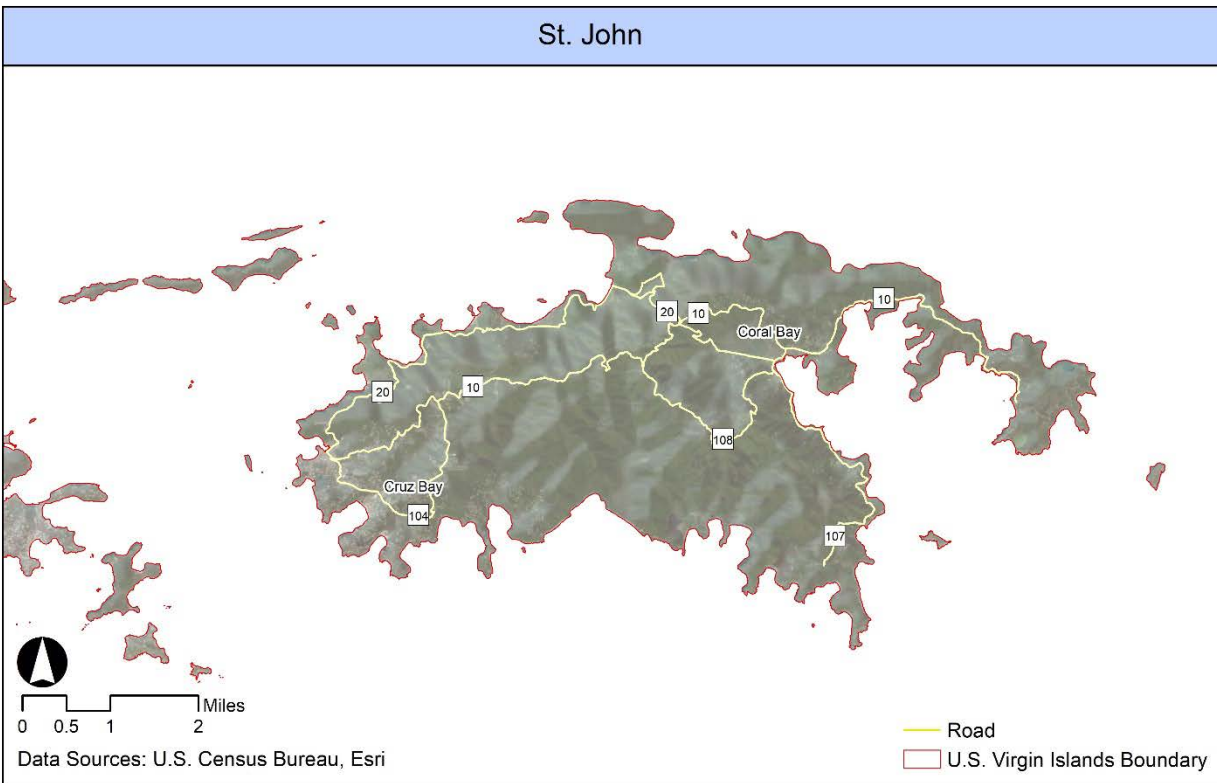 St. John
10
20
10
Coral Bay
20
10
108
Cruz Bay
104
107
Miles
0 0.5 1 2
Data Sources: U.S. Census Bureau, Esri
Road
U.S. Virgin Islands Boundary